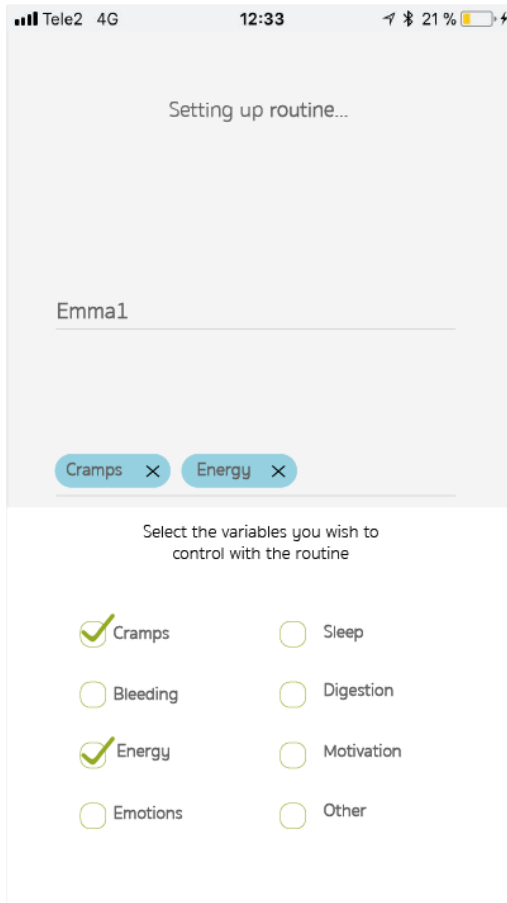 Tele2 4G 12:33 21 %
Setting up routine...
Emma1
Cramps × Energy ×
Select the variables you wish to
control with the routine
Cramps Sleep
Bleeding Digestion
Energy Motivation
Emotions Other